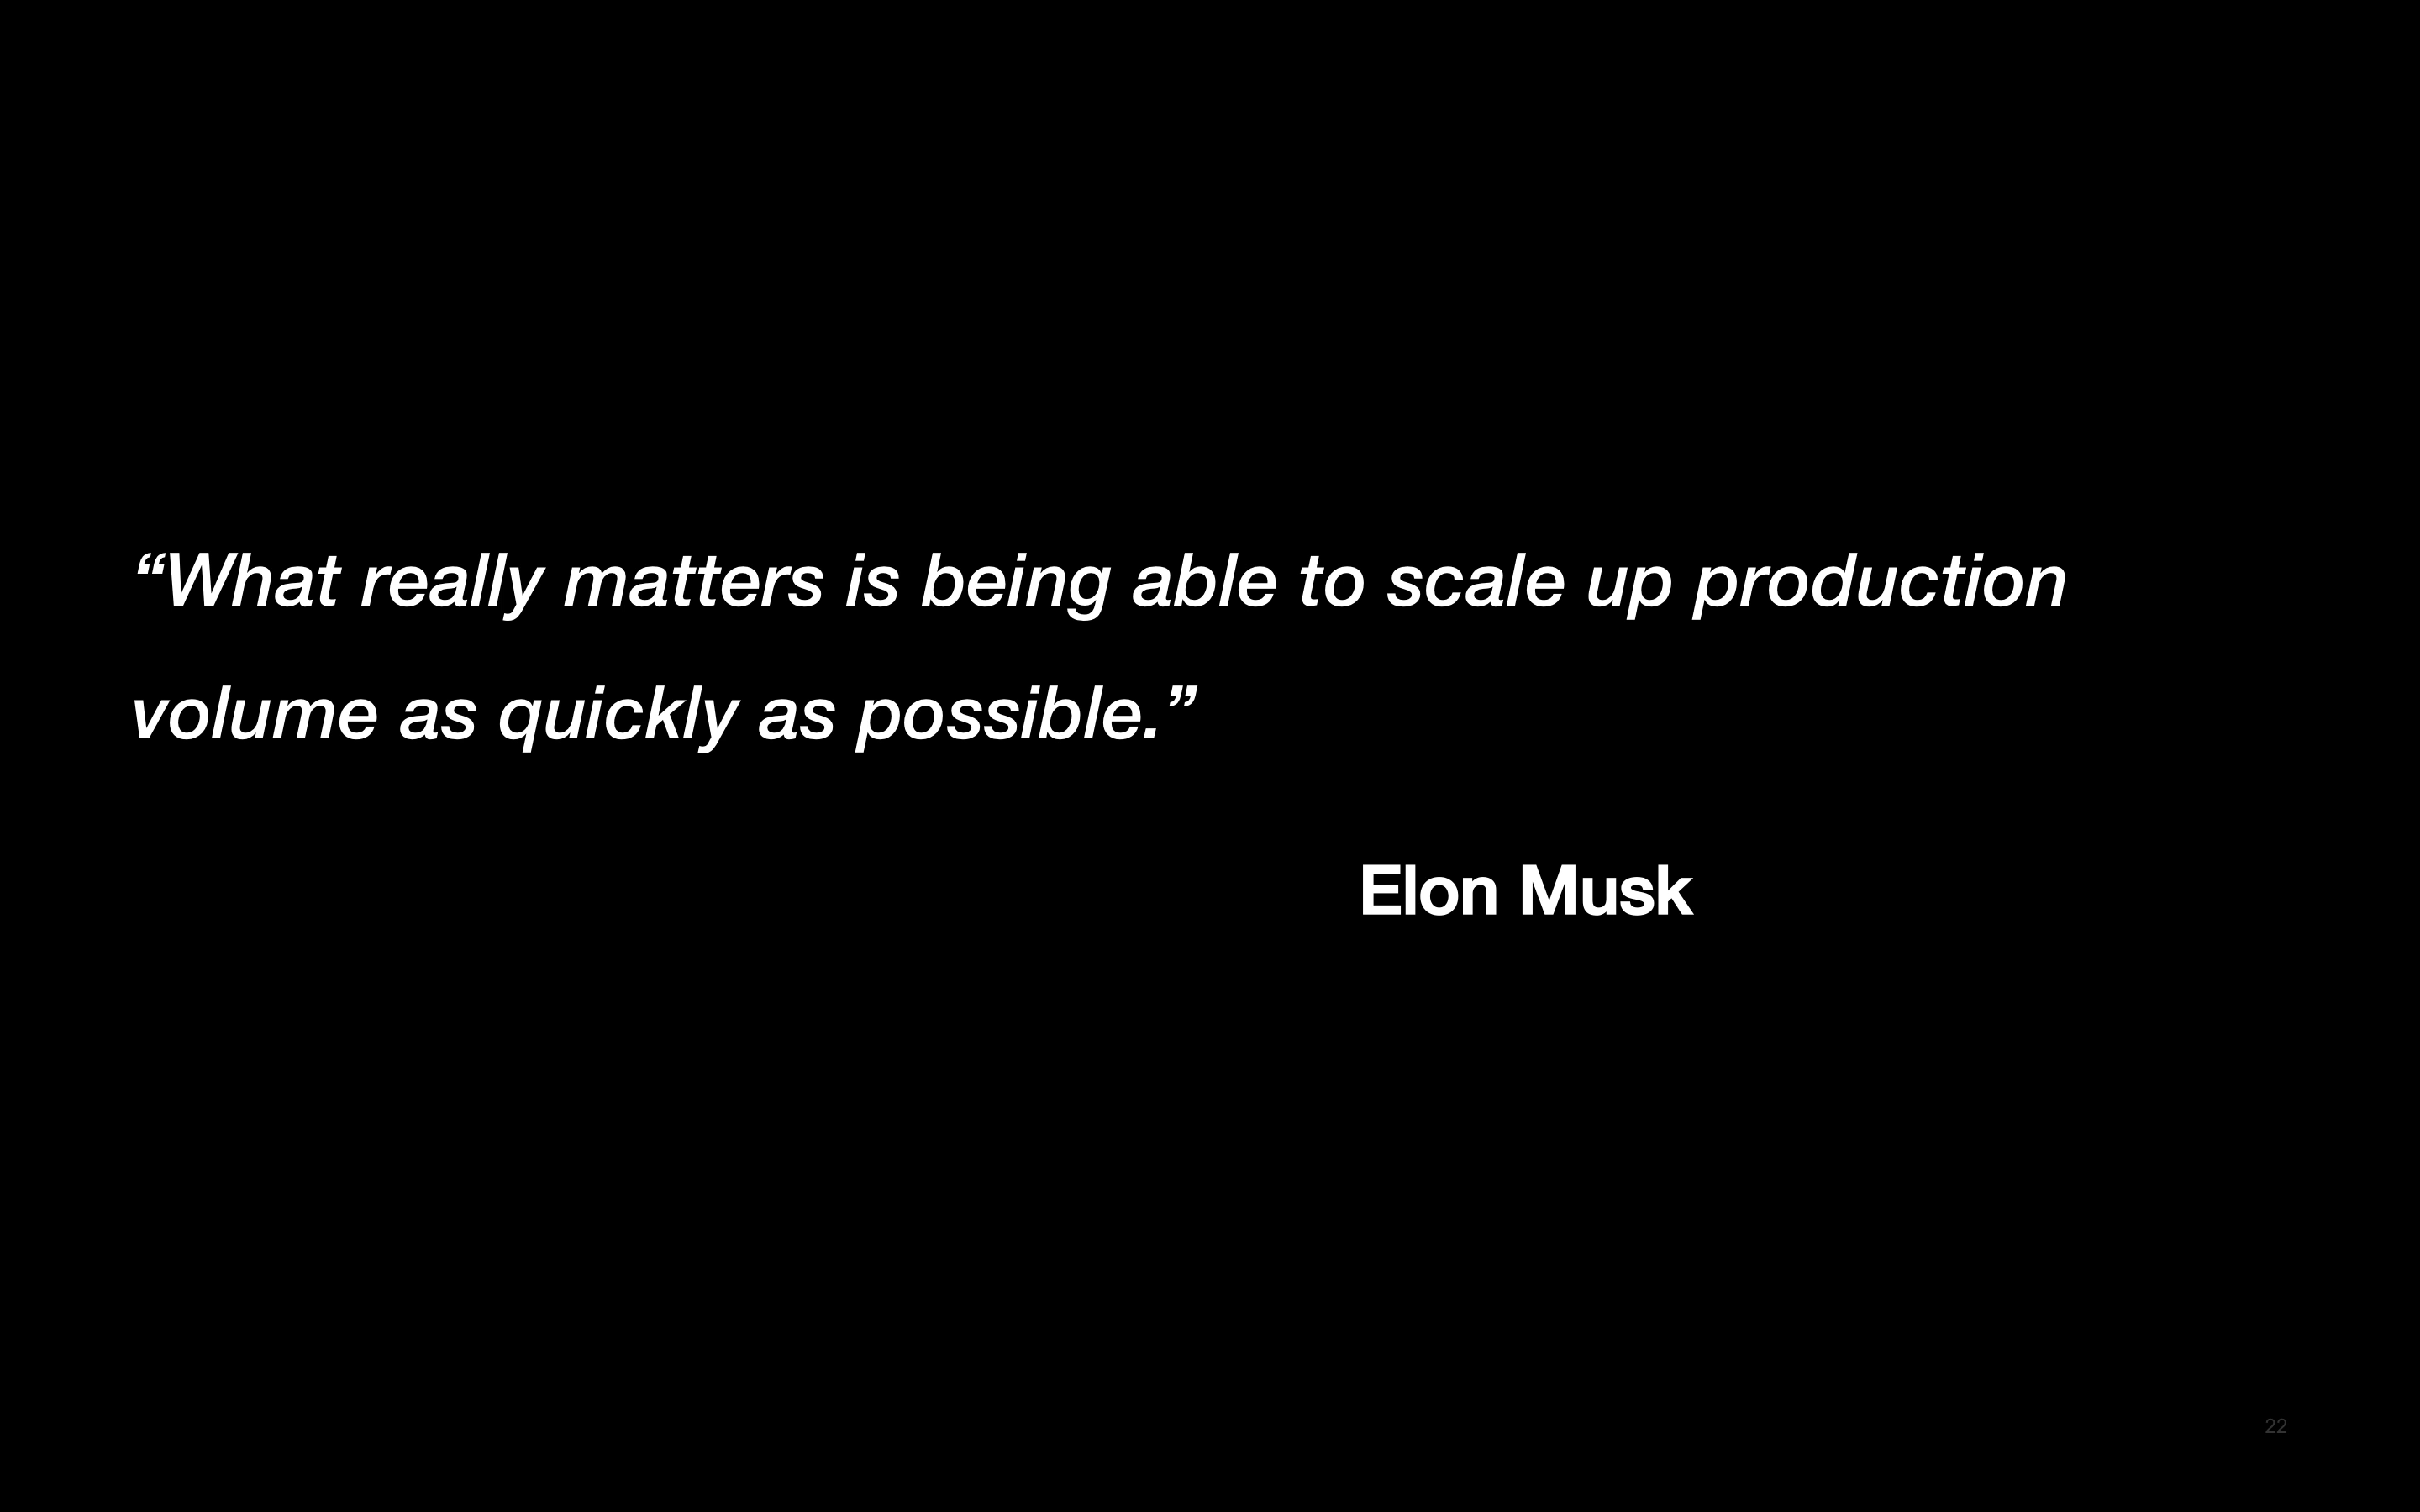 “What really matters is being able to scale up production
volume as quickly as possible.”
Elon Musk
22